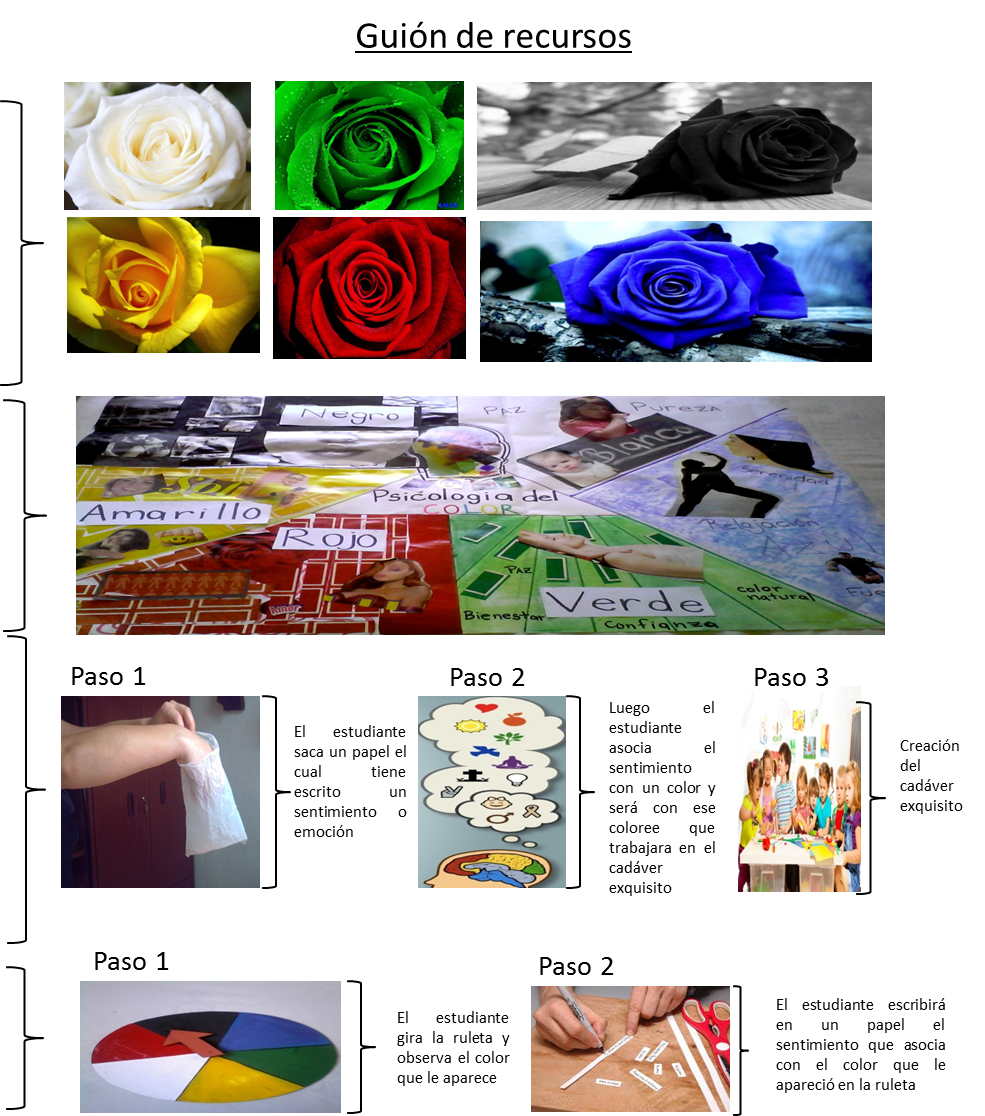 Guión de recursos
Negro
PAZ
PUREZA
Blanco
Sol
Serenidad
Psicología del
COLOR
Amarillo
Relajación
AZUL
Rojo
PAZ
Verde
color
natural
Fue
Amor
Bienestar
Confianza
Paso 1
Paso 2
Paso 3
El estudiante
saca un papel el
cual tiene
escrito un
sentimiento o
emoción
Luego el
estudiante
asocia el
sentimiento
con un color y
será con ese
coloree que
trabajara en el
cadáver
exquisito
Creación
del
cadáver
exquisito
Paso 1
Paso 2
El estudiante
gira la ruleta y
observa el color
que le aparece
El estudiante escribirá
en un papel el
sentimiento que asocia
con el color que le
apareció en la ruleta